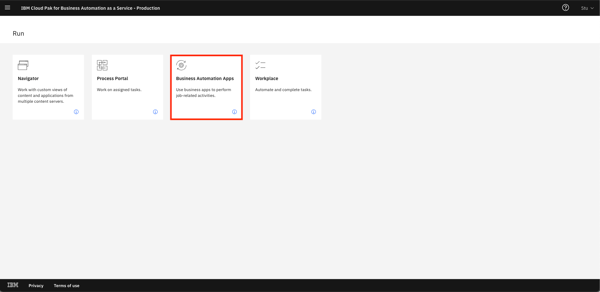 IBM Cloud Pak for Business Automation as a Service - Production
Stu
Run
Navigator
Work with custom views of
content and applications from
multiple content servers.
Process Portal
Work on assigned tasks.
Business Automation Apps
Use business apps to perform
job-related activities.
Workplace
Automate and complete tasks.
IBM
Privacy
Terms of use